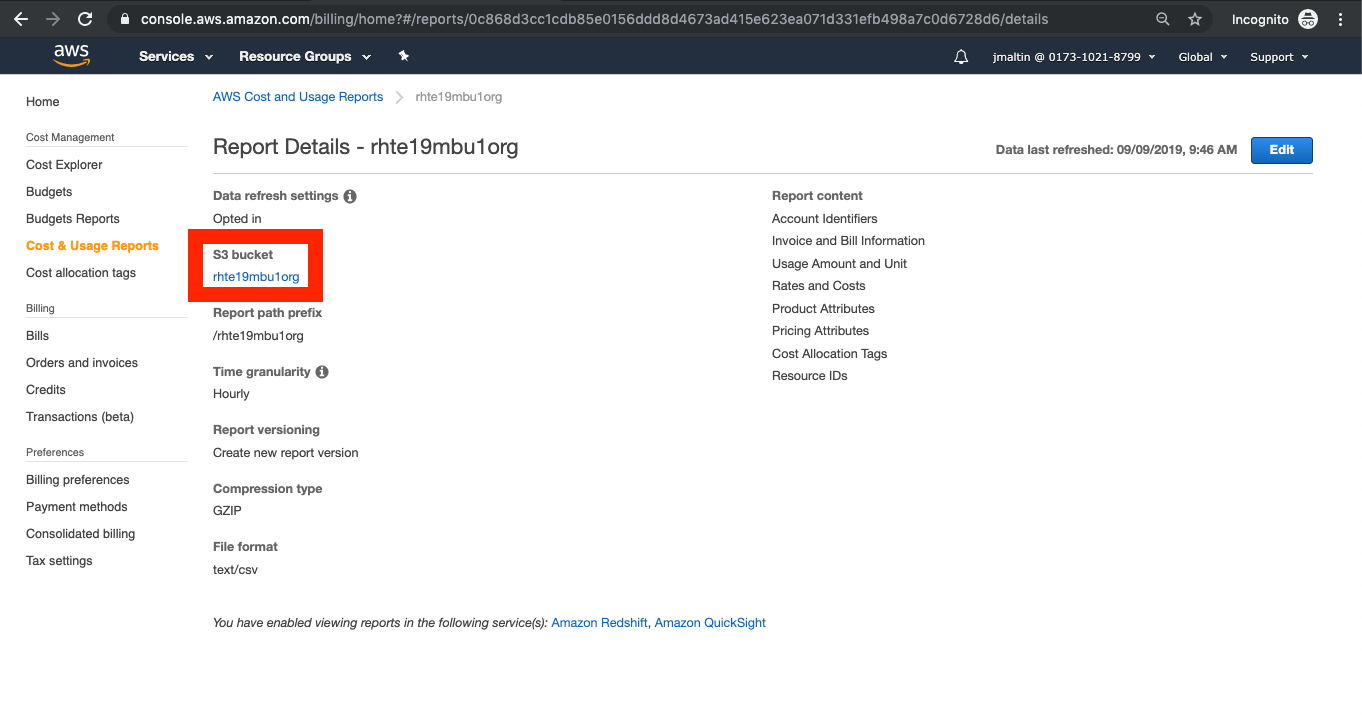 console.aws.amazon.com/billing/home?#/reports/0c868d3cc1cdb85e0156ddd8d4673ad415e623ea071d331efb498a7c0d6728d6/details
Incognito
aws
Services
Resource Groups
jmaltin @ 0173-1021-8799
Global
Support
Home
Cost Management
Cost Explorer
Budgets
Budgets Reports
Cost & Usage Reports
Cost allocation tags
Billing
Bills
Orders and invoices
Credits
Transactions (beta)
Preferences
Billing preferences
Payment methods
Consolidated billing
Tax settings
AWS Cost and Usage Reports
rhte19mbu1org
Report Details - rhte19mbu1org
Data last refreshed: 09/09/2019, 9:46 AM
Edit
Data refresh settings
Opted in
S3 bucket
rhte19mbu1org
Report path prefix
/rhte19mbu1org
Time granularity
Hourly
Report versioning
Create new report version
Compression type
GZIP
File format
text/csv
Report content
Account Identifiers
Invoice and Bill Information
Usage Amount and Unit
Rates and Costs
Product Attributes
Pricing Attributes
Cost Allocation Tags
Resource IDs
You have enabled viewing reports in the following service(s): Amazon Redshift, Amazon QuickSight